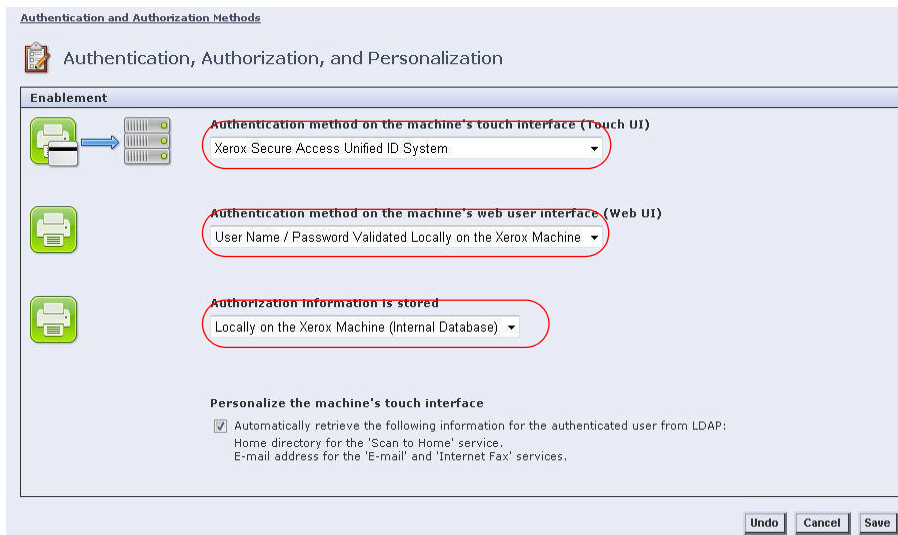 Authentication and Authorization Methods
Authentication, Authorization, and Personalization
Enablement
Authentication method on the machine's touch interface (Touch UI)
Xerox Secure Access Unified ID System
Authentication method on the machine's web user interface (Web UI)
User Name / Password Validated Locally on the Xerox Machine
Authorization information is stored
Locally on the Xerox Machine (Internal Database)
Personalize the machine's touch interface
Automatically retrieve the following information for the authenticated user from LDAP:
Home directory for the 'Scan to Home' service.
E-mail address for the 'E-mail' and 'Internet Fax' services.
Undo Cancel Save